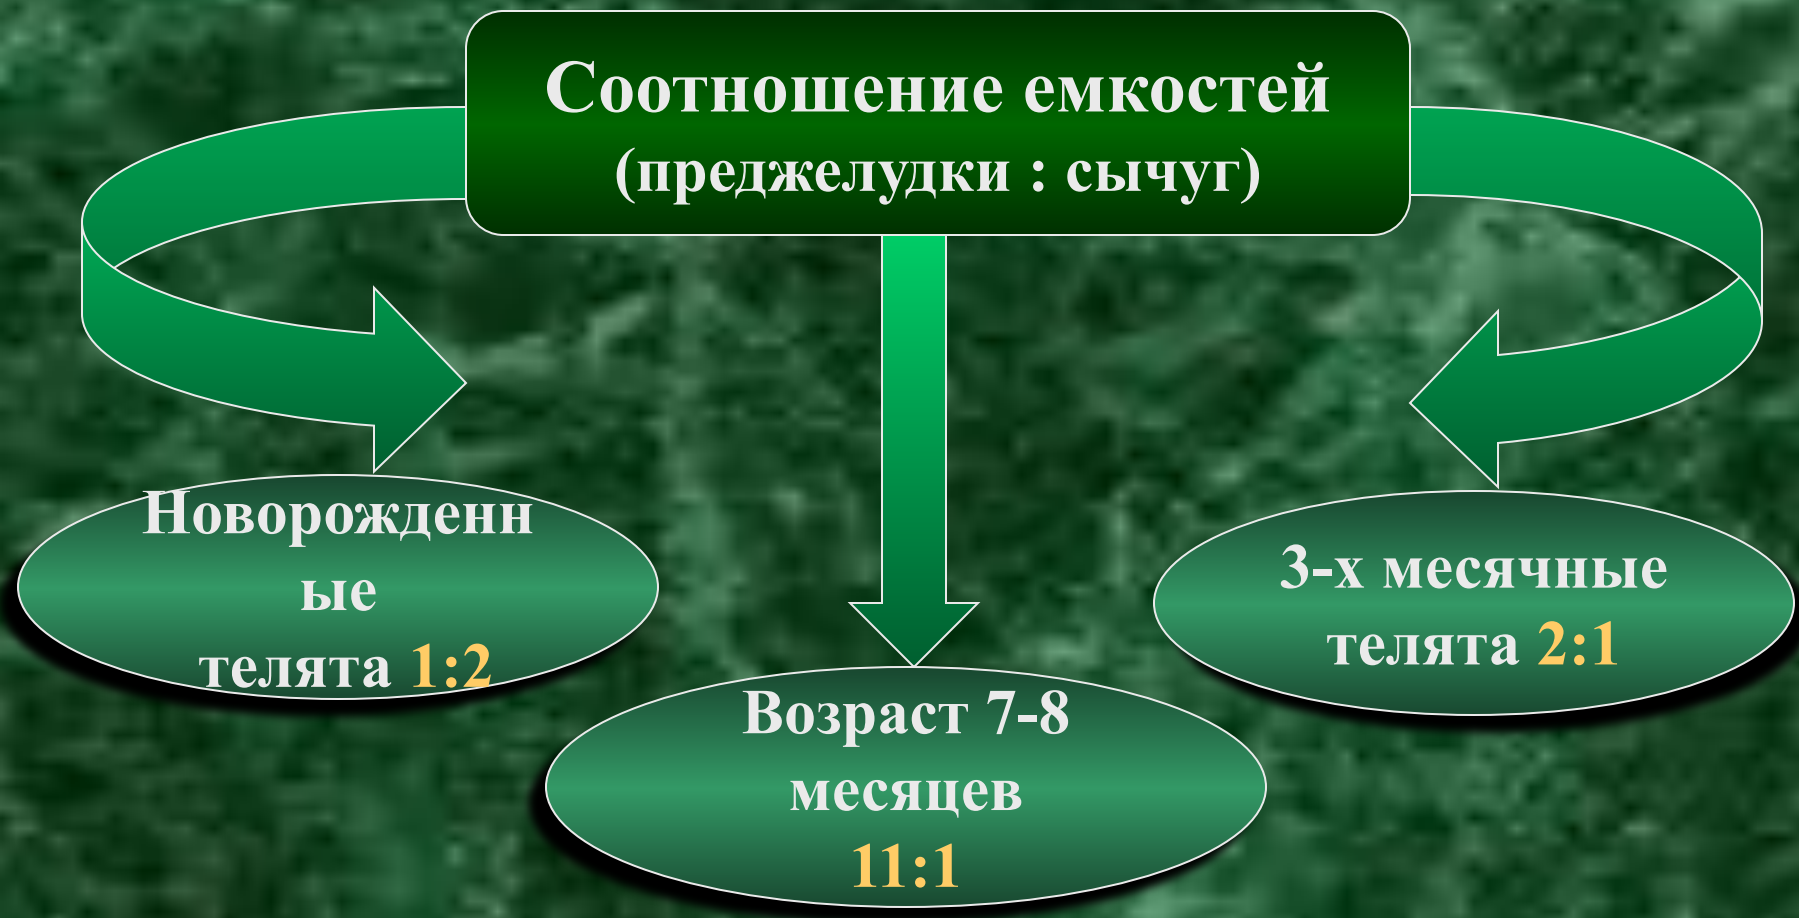 Соотношение емкостей
(преджелудки : сычуг)
Новорожденн
ые
телята 1:2
Возраст 7-8
месяцев
11:1
3-х месячные
телята 2:1